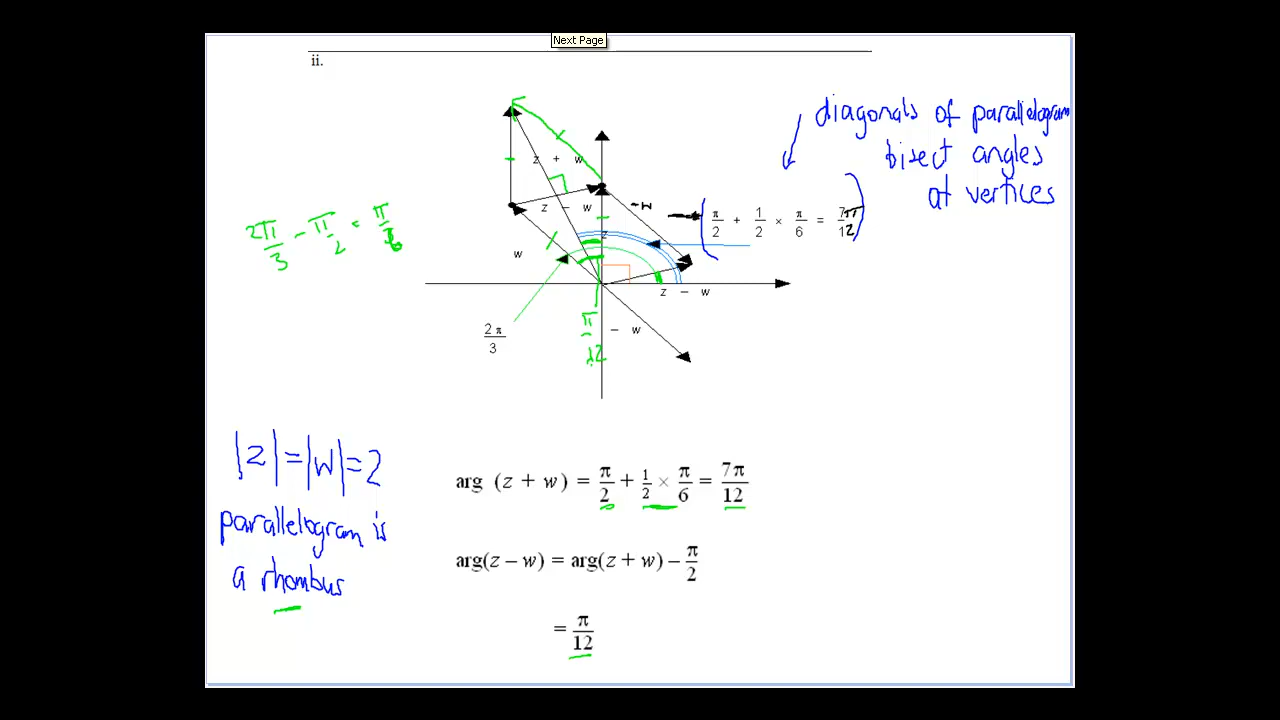 Next Page
ii.
diagonals of parallelogram
bisect angles
at vertices
z + w
2π/3 - π/2 = π/6
z - w
-z
π/2 + 1/2 × π/6 = 7π/12
z
w
z - w
2π/3
π/12
- w
|z| = |w| = 2
parallelogram is
a rhombus
arg (z + w) = π/2 + 1/2 × π/6 = 7π/12
arg(z - w) = arg(z + w) - π/2
= π/12